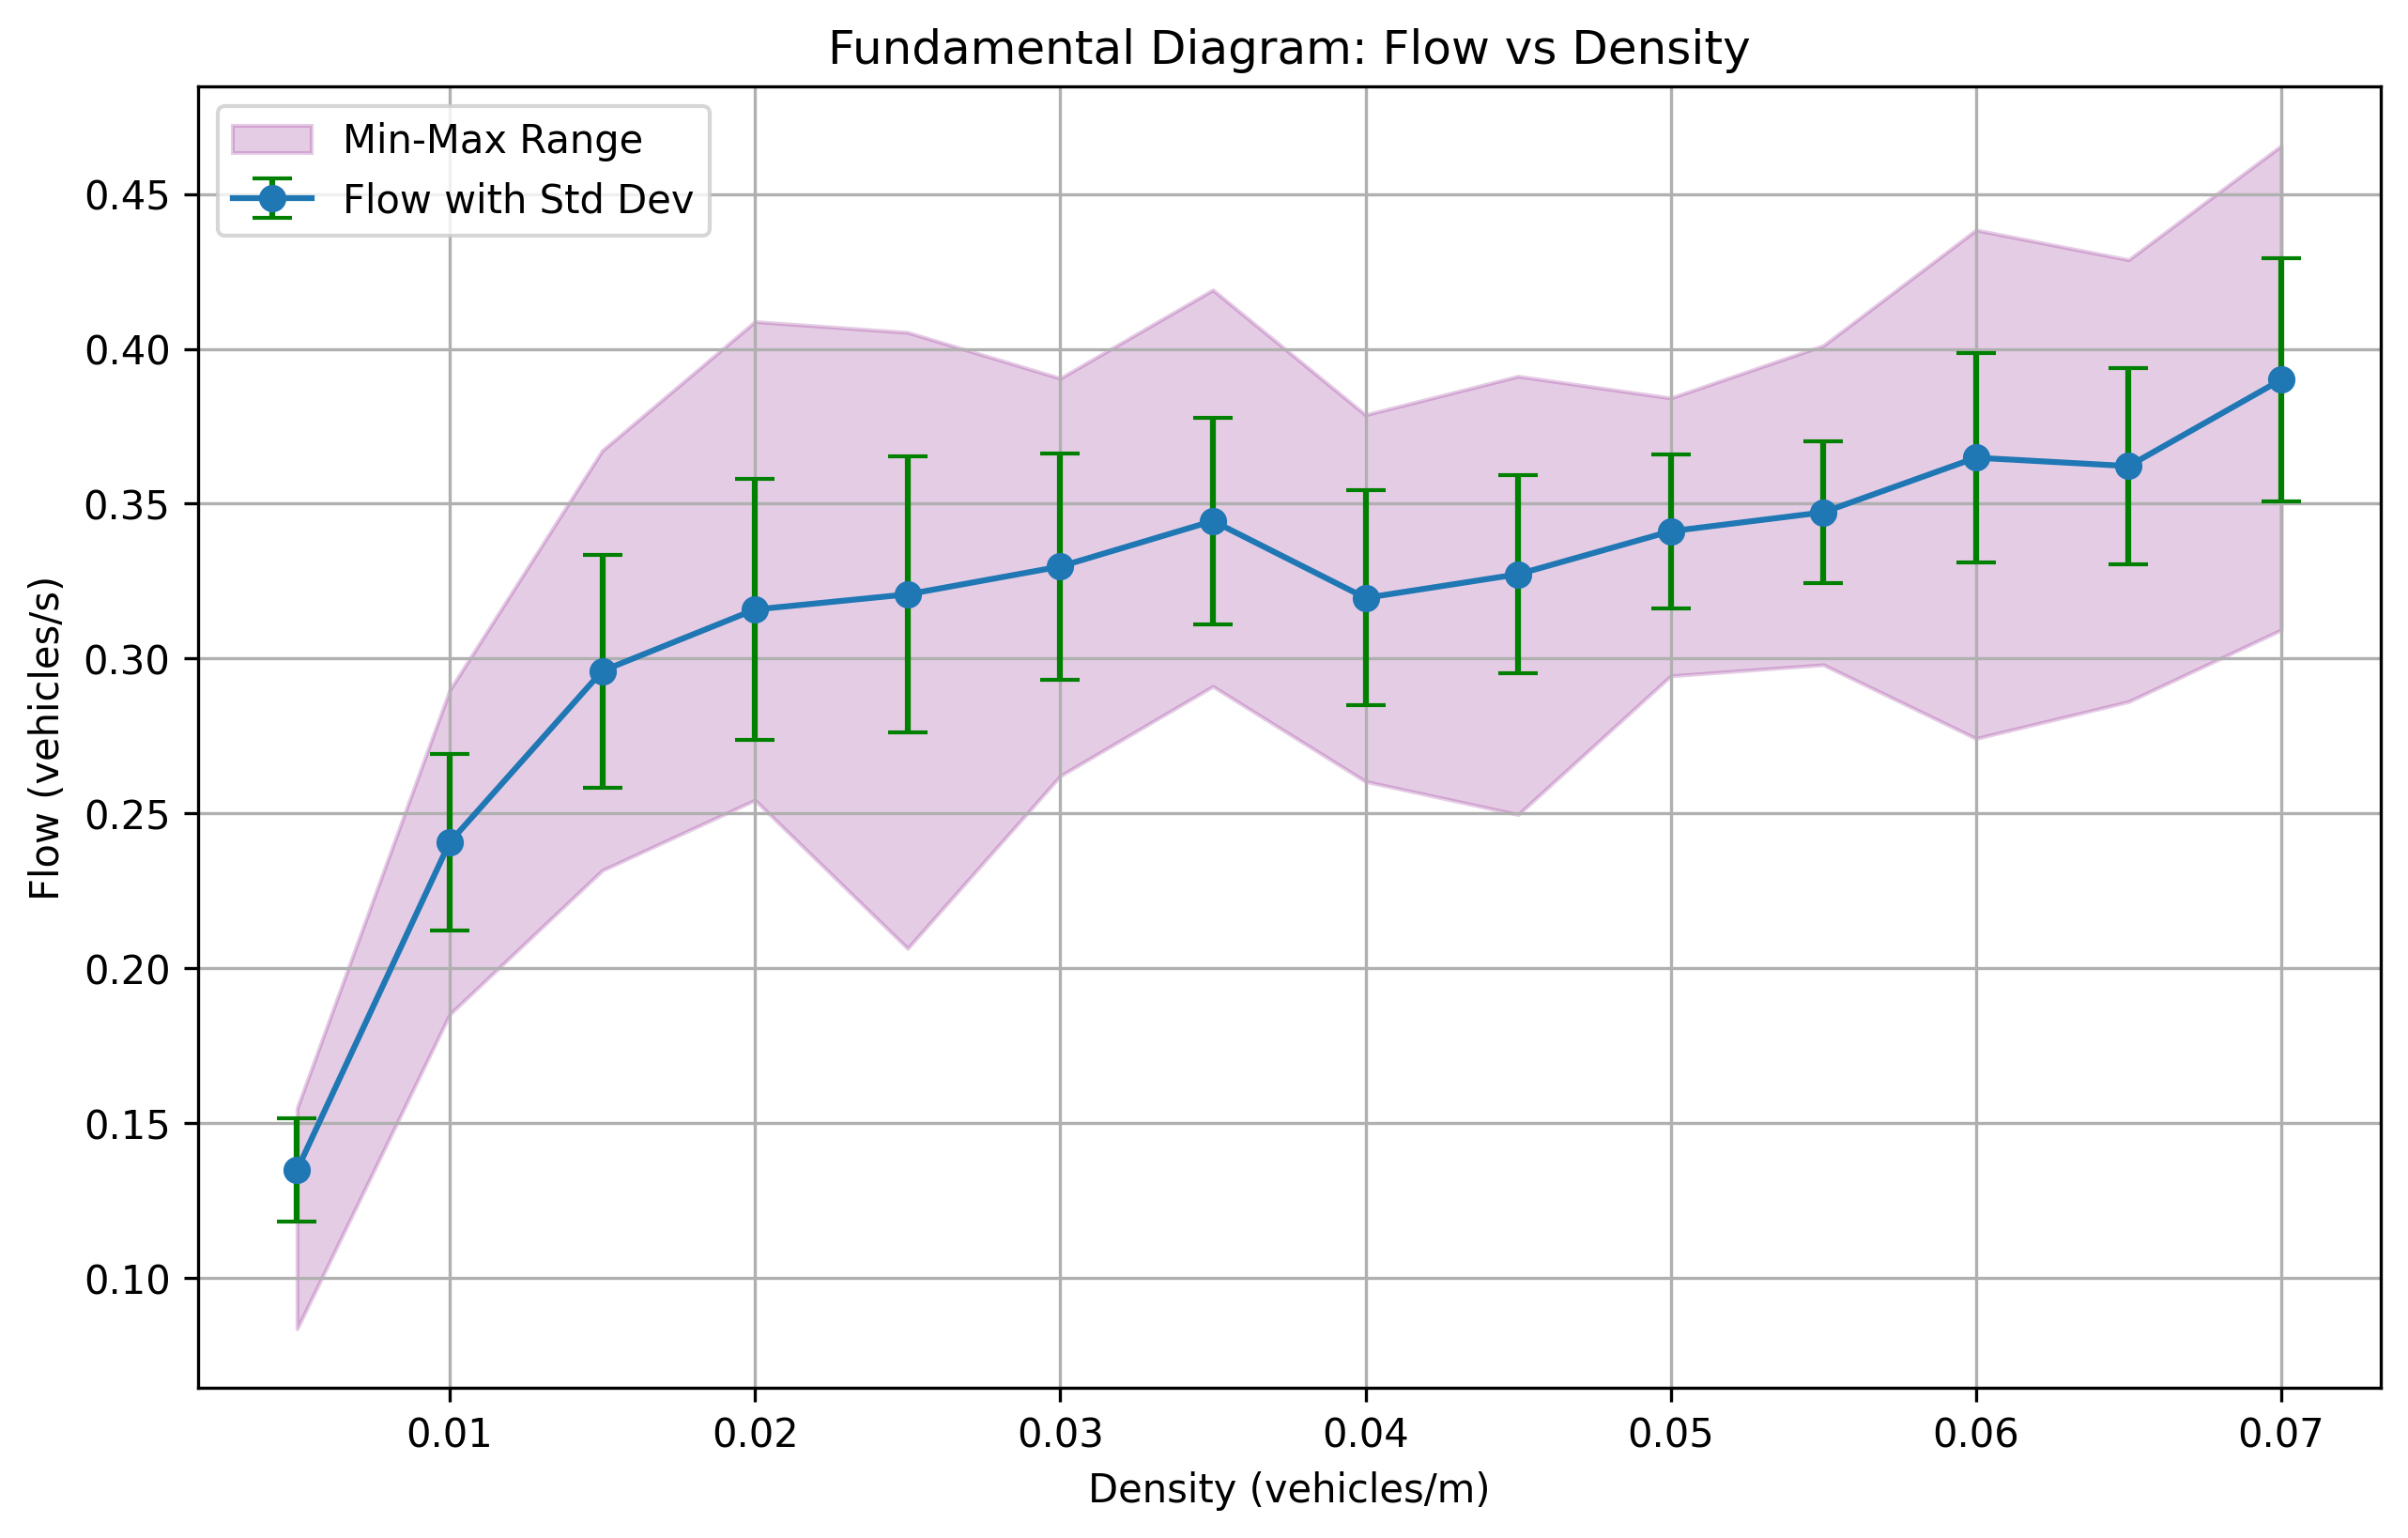 Fundamental Diagram: Flow vs Density
Min-Max Range
Flow with Std Dev
Flow (vehicles/s)
0.45
0.40
0.35
0.30
0.25
0.20
0.15
0.10
0.01 0.02 0.03 0.04 0.05 0.06 0.07
Density (vehicles/m)